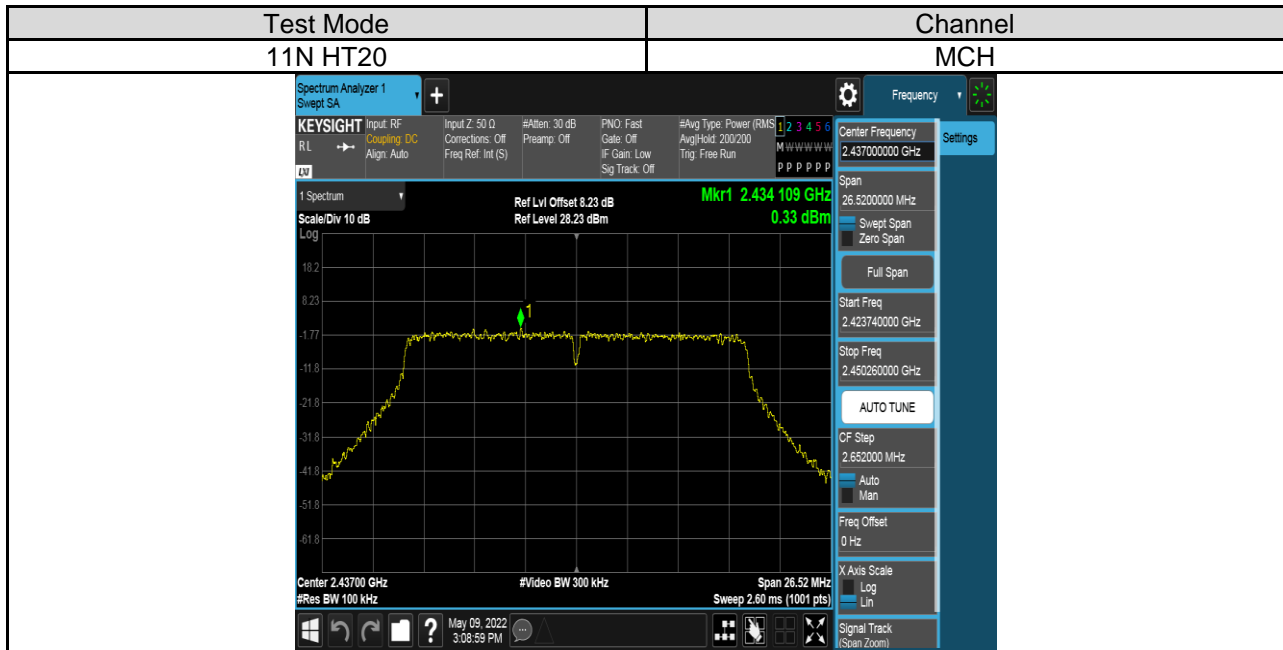 Test Mode Channel
11N HT20 MCH
Spectrum Analyzer 1
Swept SA
Frequency
KEYSIGHT Input: RF Input Z: 50 Ω #Atten: 30 dB PNO: Fast #Avg Type: Power (RMS 1 2 3 4 5 6
RL Coupling: DC Corrections: Off Preamp: Off Gate: Off Avg|Hold: 200/200 M W W W W W
Align: Auto Freq Ref: Int (S) IF Gain: Low Trig: Free Run
LXI Sig Track: Off P P P P P P
1 Spectrum Ref Lvl Offset 8.23 dB Mkr1 2.434 109 GHz
Scale/Div 10 dB Ref Level 28.23 dBm 0.33 dBm
Log
18.2
8.23
1
-1.77
-11.8
-21.8
-31.8
-41.8
-51.8
-61.8
Center 2.43700 GHz #Video BW 300 kHz Span 26.52 MHz
#Res BW 100 kHz Sweep 2.60 ms (1001 pts)
Center Frequency
2.437000000 GHz
Settings
Span
26.5200000 MHz
Swept Span
Zero Span
Full Span
Start Freq
2.423740000 GHz
Stop Freq
2.450260000 GHz
AUTO TUNE
CF Step
2.652000 MHz
Auto
Man
Freq Offset
0 Hz
X Axis Scale
Log
Lin
Signal Track
(Span Zoom)
? May 09, 2022
3:08:59 PM